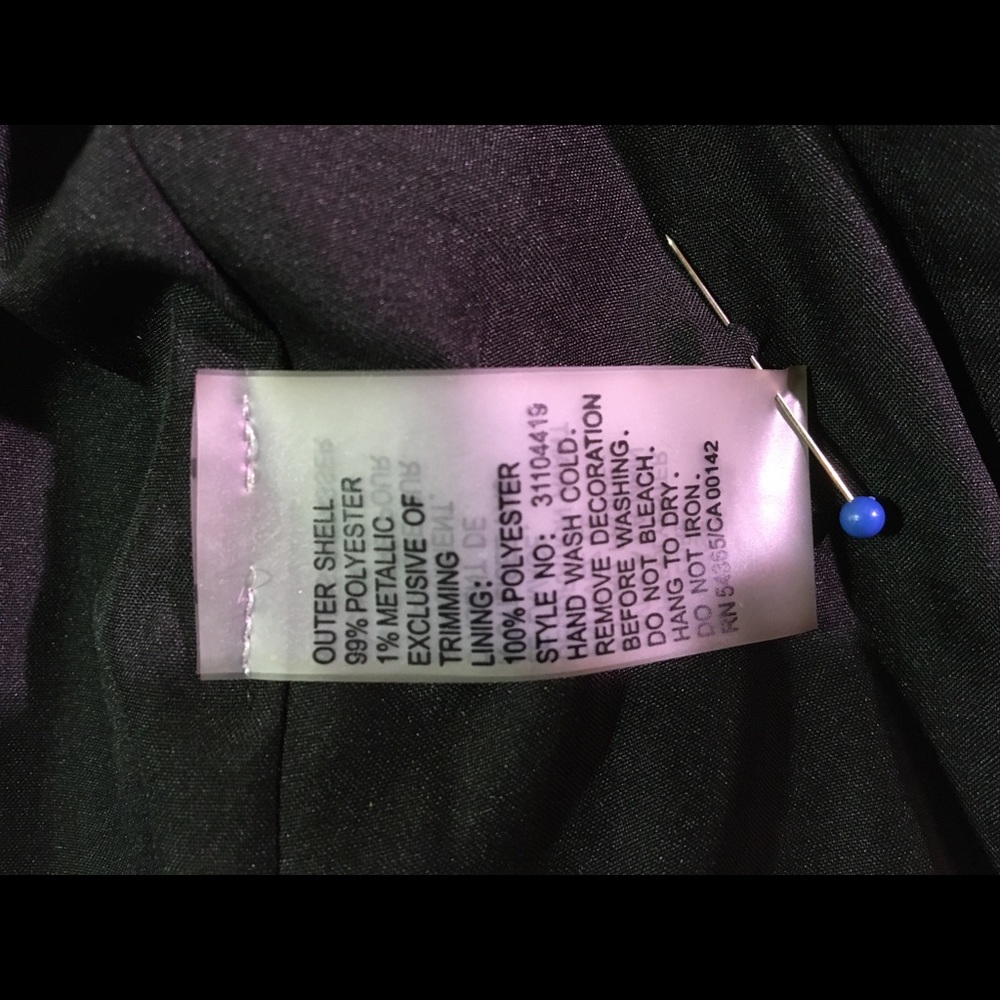 OUTER SHELL
99% POLYESTER
1% METALLIC
EXCLUSIVE OF
TRIMMING
LINING:
100% POLYESTER
STYLE NO: 31104419
HAND WASH COLD.
REMOVE DECORATION
BEFORE WASHING.
DO NOT BLEACH.
HANG TO DRY.
DO NOT IRON.
RN 54365/CA 00142